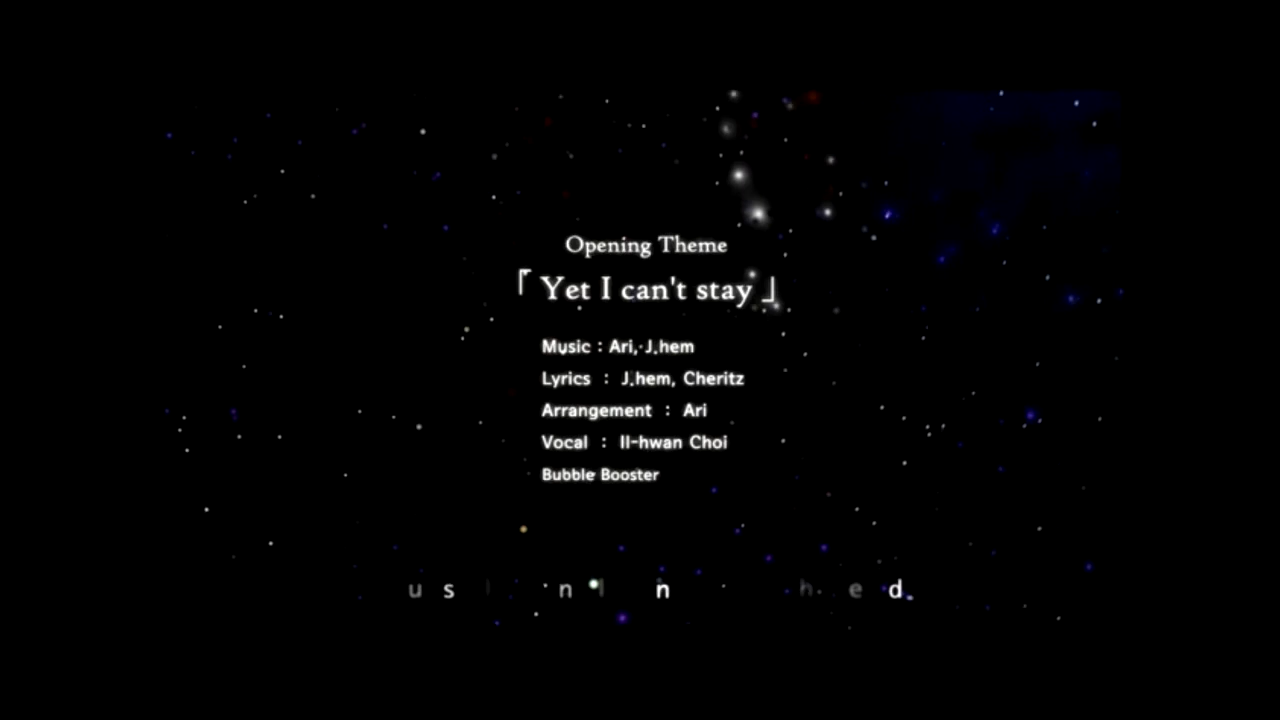 Opening Theme
「 Yet I can't stay 」
Music : Ari, J.hem
Lyrics : J.hem, Cheritz
Arrangement : Ari
Vocal : Il-hwan Choi
Bubble Booster